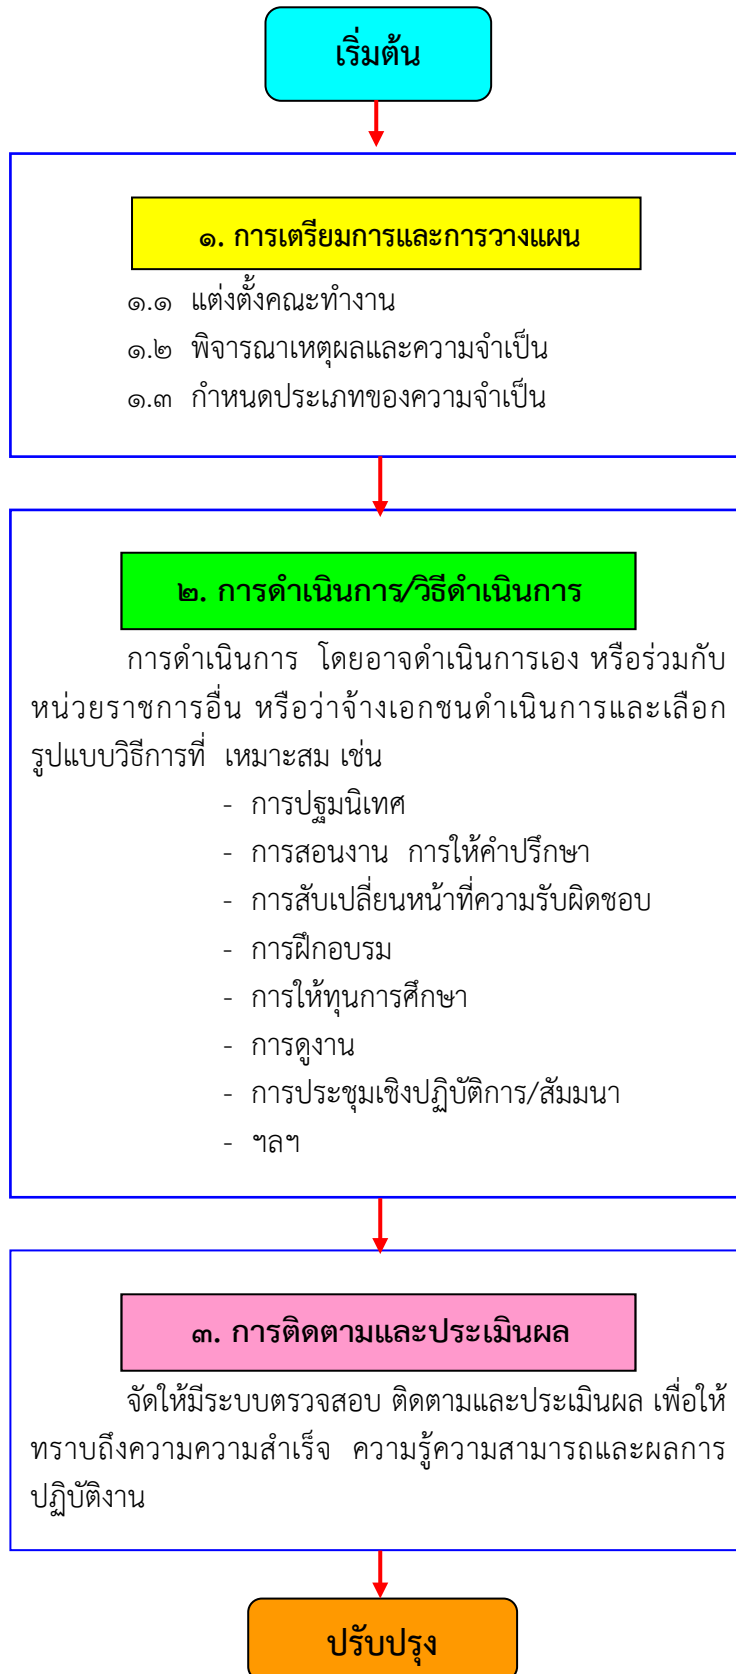 เริ่มต้น
๑. การเตรียมการและการวางแผน
๑.๑ แต่งตั้งคณะทำงาน
๑.๒ พิจารณาเหตุผลและความจำเป็น
๑.๓ กำหนดประเภทของความจำเป็น
๒. การดำเนินการ/วิธีดำเนินการ
การดำเนินการ โดยอาจดำเนินการเอง หรือร่วมกับ
หน่วยราชการอื่น หรือว่าจ้างเอกชนดำเนินการและเลือก
รูปแบบวิธีการที่ เหมาะสม เช่น
- การปฐมนิเทศ
- การสอนงาน การให้คำปรึกษา
- การสับเปลี่ยนหน้าที่ความรับผิดชอบ
- การฝึกอบรม
- การให้ทุนการศึกษา
- การดูงาน
- การประชุมเชิงปฏิบัติการ/สัมมนา
- ฯลฯ
๓. การติดตามและประเมินผล
จัดให้มีระบบตรวจสอบ ติดตามและประเมินผล เพื่อให้
ทราบถึงความความสำเร็จ ความรู้ความสามารถและผลการ
ปฏิบัติงาน
ปรับปรุง